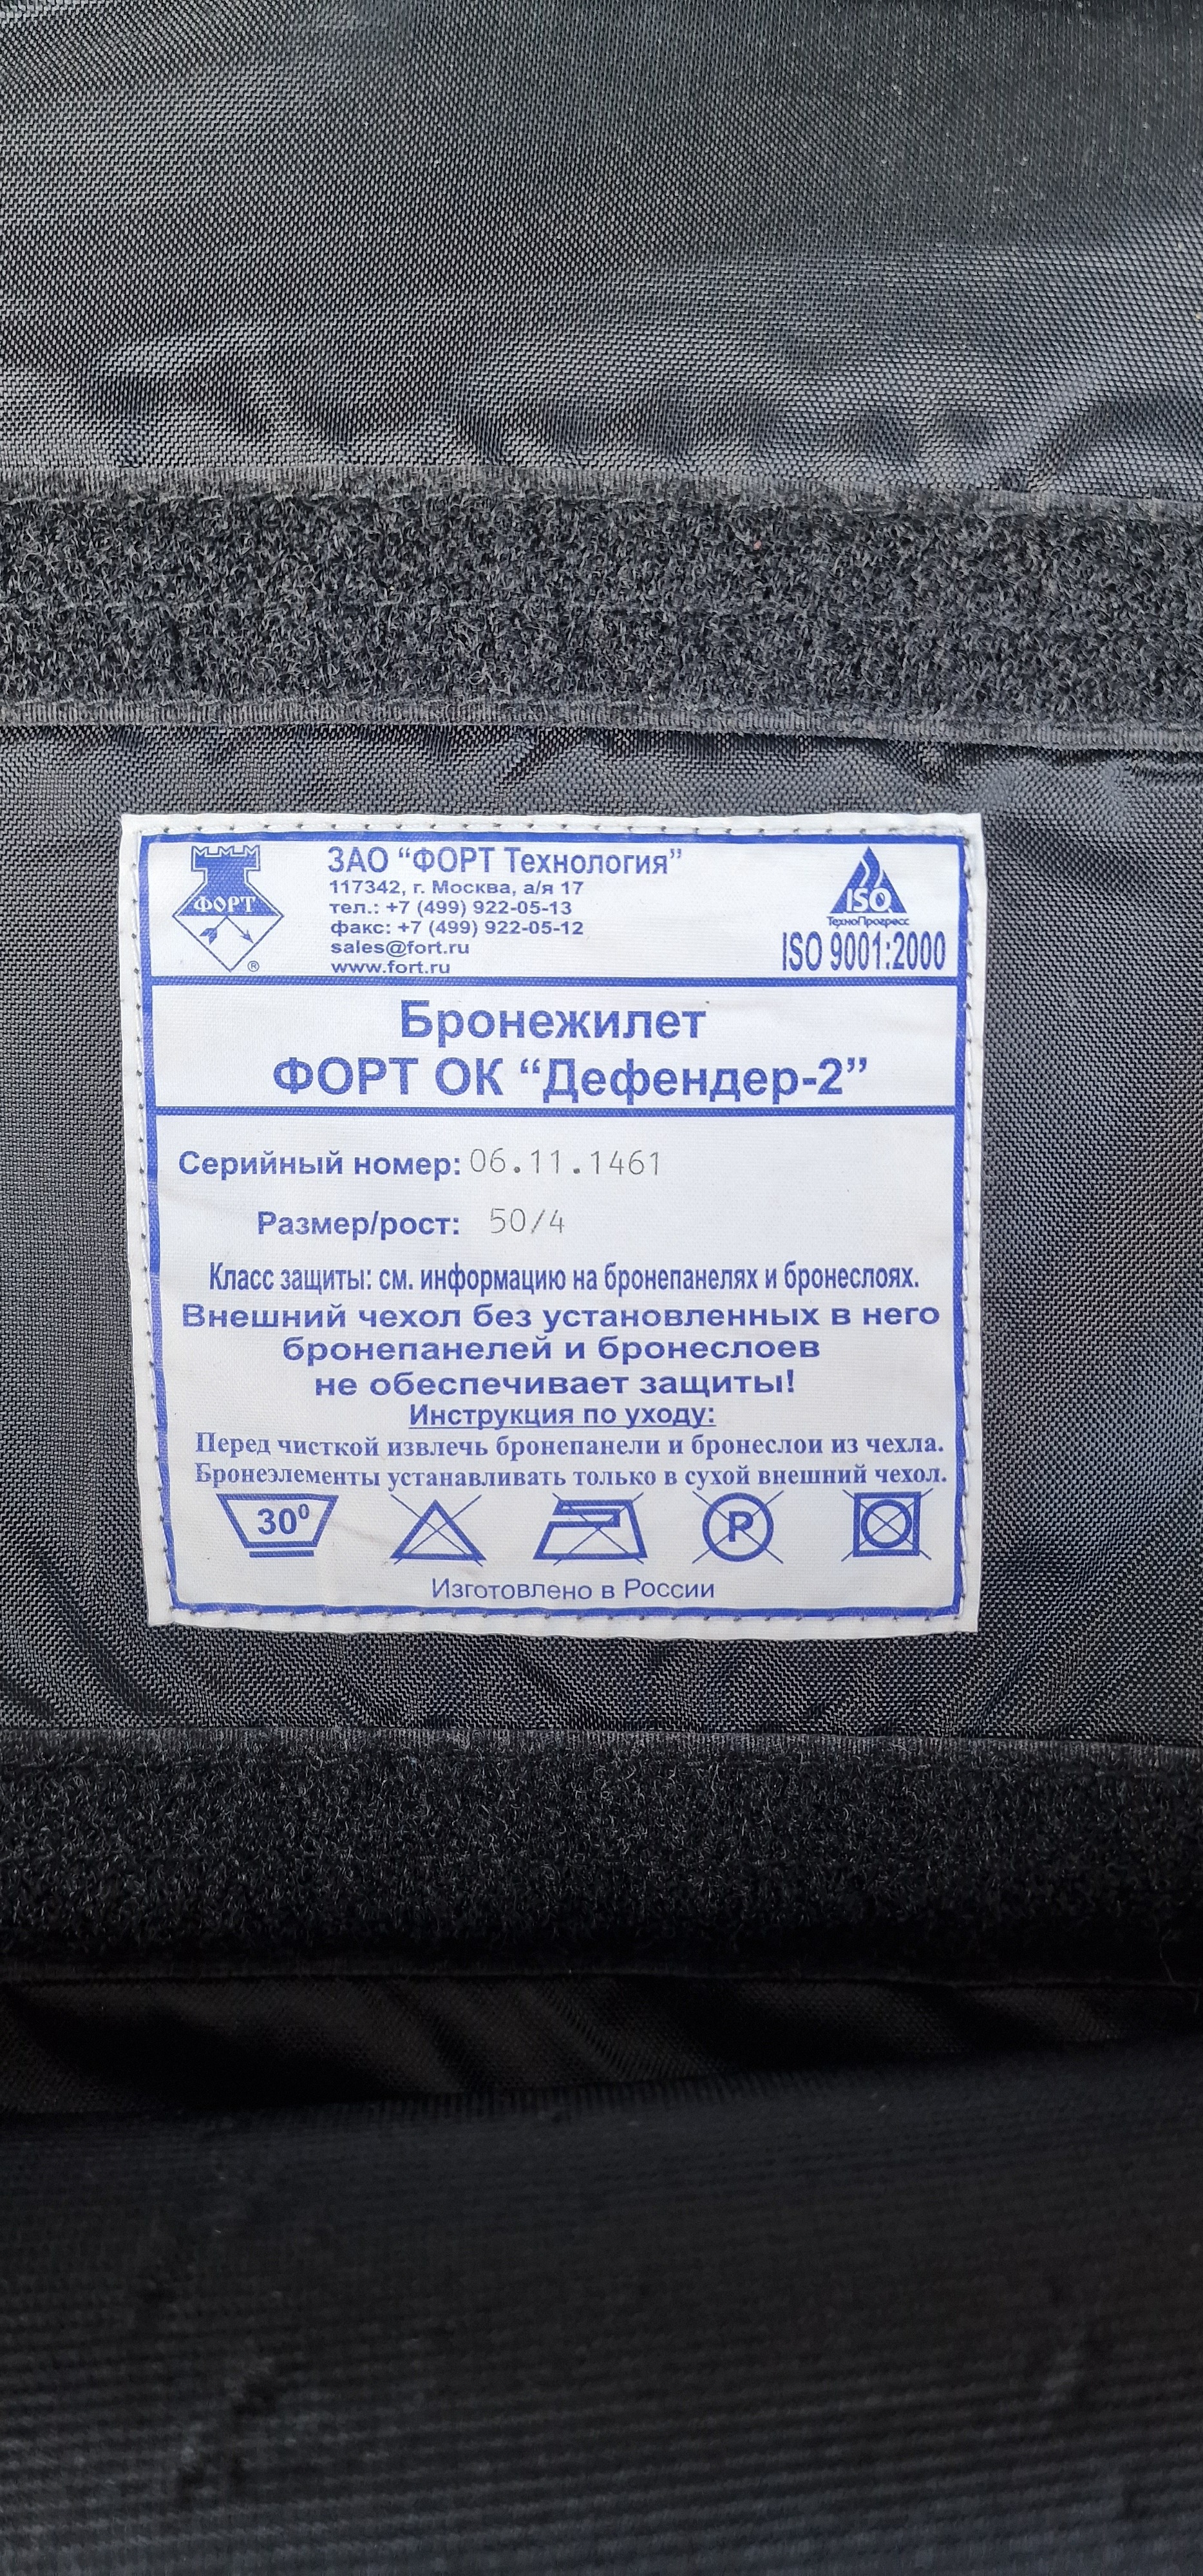 ФОРТ
®
ЗАО “ФОРТ Технология”
117342, г. Москва, а/я 17
тел.: +7 (499) 922-05-13
факс: +7 (499) 922-05-12
sales@fort.ru
www.fort.ru
ISO
ТехноПрогресс
ISO 9001:2000
Бронежилет
ФОРТ ОК “Дефендер-2”
Серийный номер: 06.11.1461
Размер/рост: 50/4
Класс защиты: см. информацию на бронепанелях и бронеслоях.
Внешний чехол без установленных в него
бронепанелей и бронеслоев
не обеспечивает защиты!
Инструкция по уходу:
Перед чисткой извлечь бронепанели и бронеслои из чехла.
Бронеэлементы устанавливать только в сухой внешний чехол.
30⁰ P
Изготовлено в России